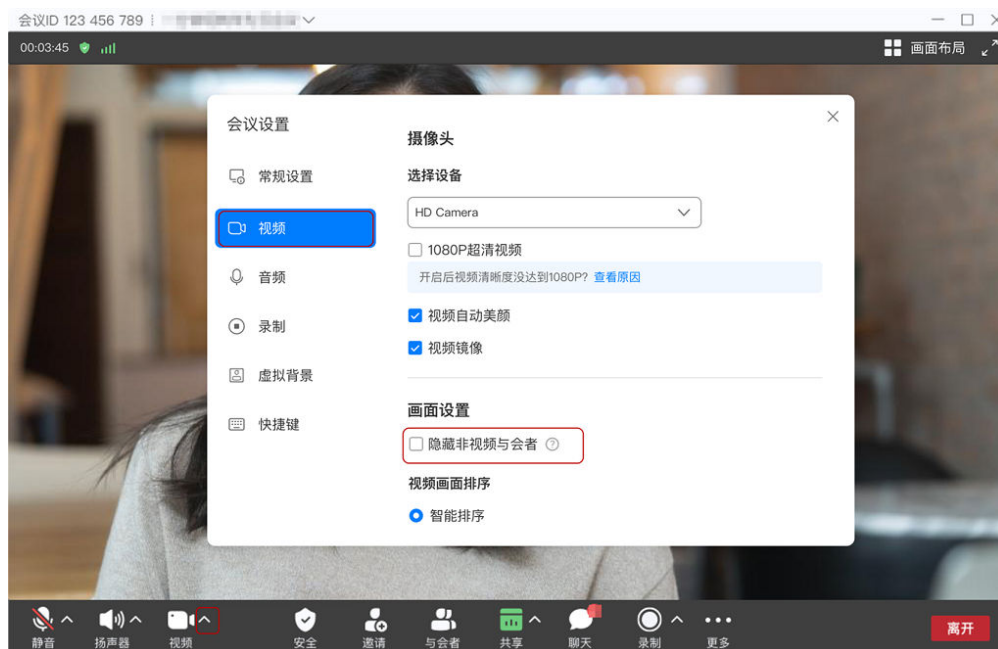 会议ID 123 456 789
00:03:45
画面布局
会议设置
常规设置
视频
音频
录制
虚拟背景
快捷键
摄像头
选择设备
HD Camera
1080P超清视频
开启后视频清晰度没达到1080P? 查看原因
视频自动美颜
视频镜像
画面设置
隐藏非视频与会者
视频画面排序
智能排序
静音 扬声器 视频 安全 邀请 与会者 共享 聊天 录制 更多 离开